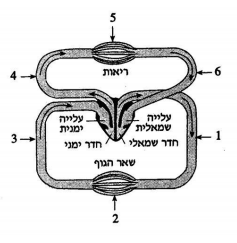 5
ריאות
4
6
עלייה ימנית
עלייה שמאלית
3
חדר ימני
חדר שמאלי
1
שאר הגוף
2